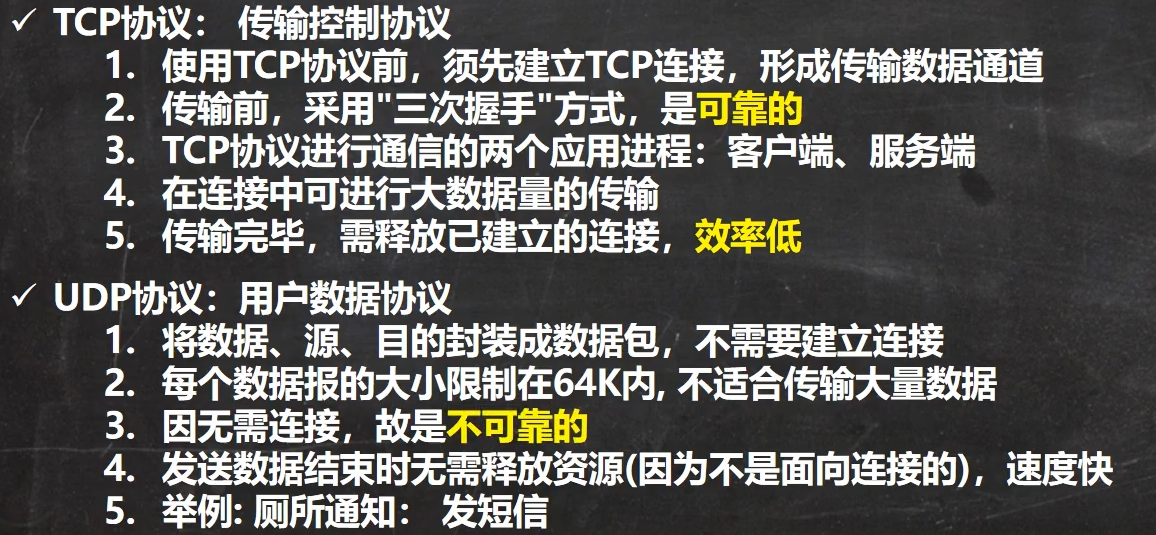 ✓ TCP协议： 传输控制协议
1. 使用TCP协议前，须先建立TCP连接，形成传输数据通道
2. 传输前，采用"三次握手"方式，是可靠的
3. TCP协议进行通信的两个应用进程：客户端、服务端
4. 在连接中可进行大数据量的传输
5. 传输完毕，需释放已建立的连接，效率低
✓ UDP协议：用户数据协议
1. 将数据、源、目的封装成数据包，不需要建立连接
2. 每个数据报的大小限制在64K内, 不适合传输大量数据
3. 因无需连接，故是不可靠的
4. 发送数据结束时无需释放资源(因为不是面向连接的)，速度快
5. 举例: 厕所通知： 发短信